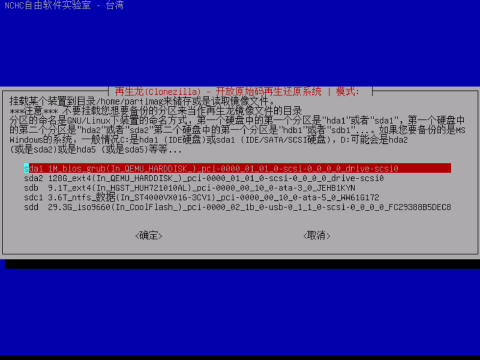 NCHC自由软件实验室 - 台湾
再生龙(Clonezilla) - 开放原始码再生还原系统 | 模式:
挂载某个装置到目录/home/partimag来储存或是读取镜像文件。
***注意*** 不要挂载您想要备份的分区来当作再生龙镜像文件的目录
分区的命名是GNU/Linux下装置的命名方式，第一个硬盘中的第一个分区是"hda1"或者"sda1"，第一个硬盘中
的第二个分区是"hda2"或者"sda2"第二个硬盘中的第一个分区是"hdb1"或者"sdb1"...。如果您要备份的是MS
Windows的系统，一般情况C:是hda1 (IDE硬盘)或sda1 (IDE/SATA/SCSI硬盘)，D:可能会是hda2
(或是sda2)或是hda5 (或是sda5)等等...
sda1 1M_bios_grub(In_QEMU_HARDDISK_)_pci-0000_01_01_0-scsi-0_0_0_0_drive-scsi0
sda2 128G_ext4(In_QEMU_HARDDISK_)_pci-0000_01_01_0-scsi-0_0_0_0_drive-scsi0
sdb 9.1T_ext4(In_HGST_HUH721010AL)_pci-0000_00_10_0-ata-3_0_JEHB1KYN
sdc1 3.6T_ntfs_数据(In_ST4000VX016-3CV1)_pci-0000_00_10_0-ata-5_0_WW61G172
sdd 29.3G_iso9660(In_CoolFlash_)_pci-0000_02_1b_0-usb-0_1_1_0-scsi-0_0_0_0_FC29388B5DEC8
<确定>
<取消>